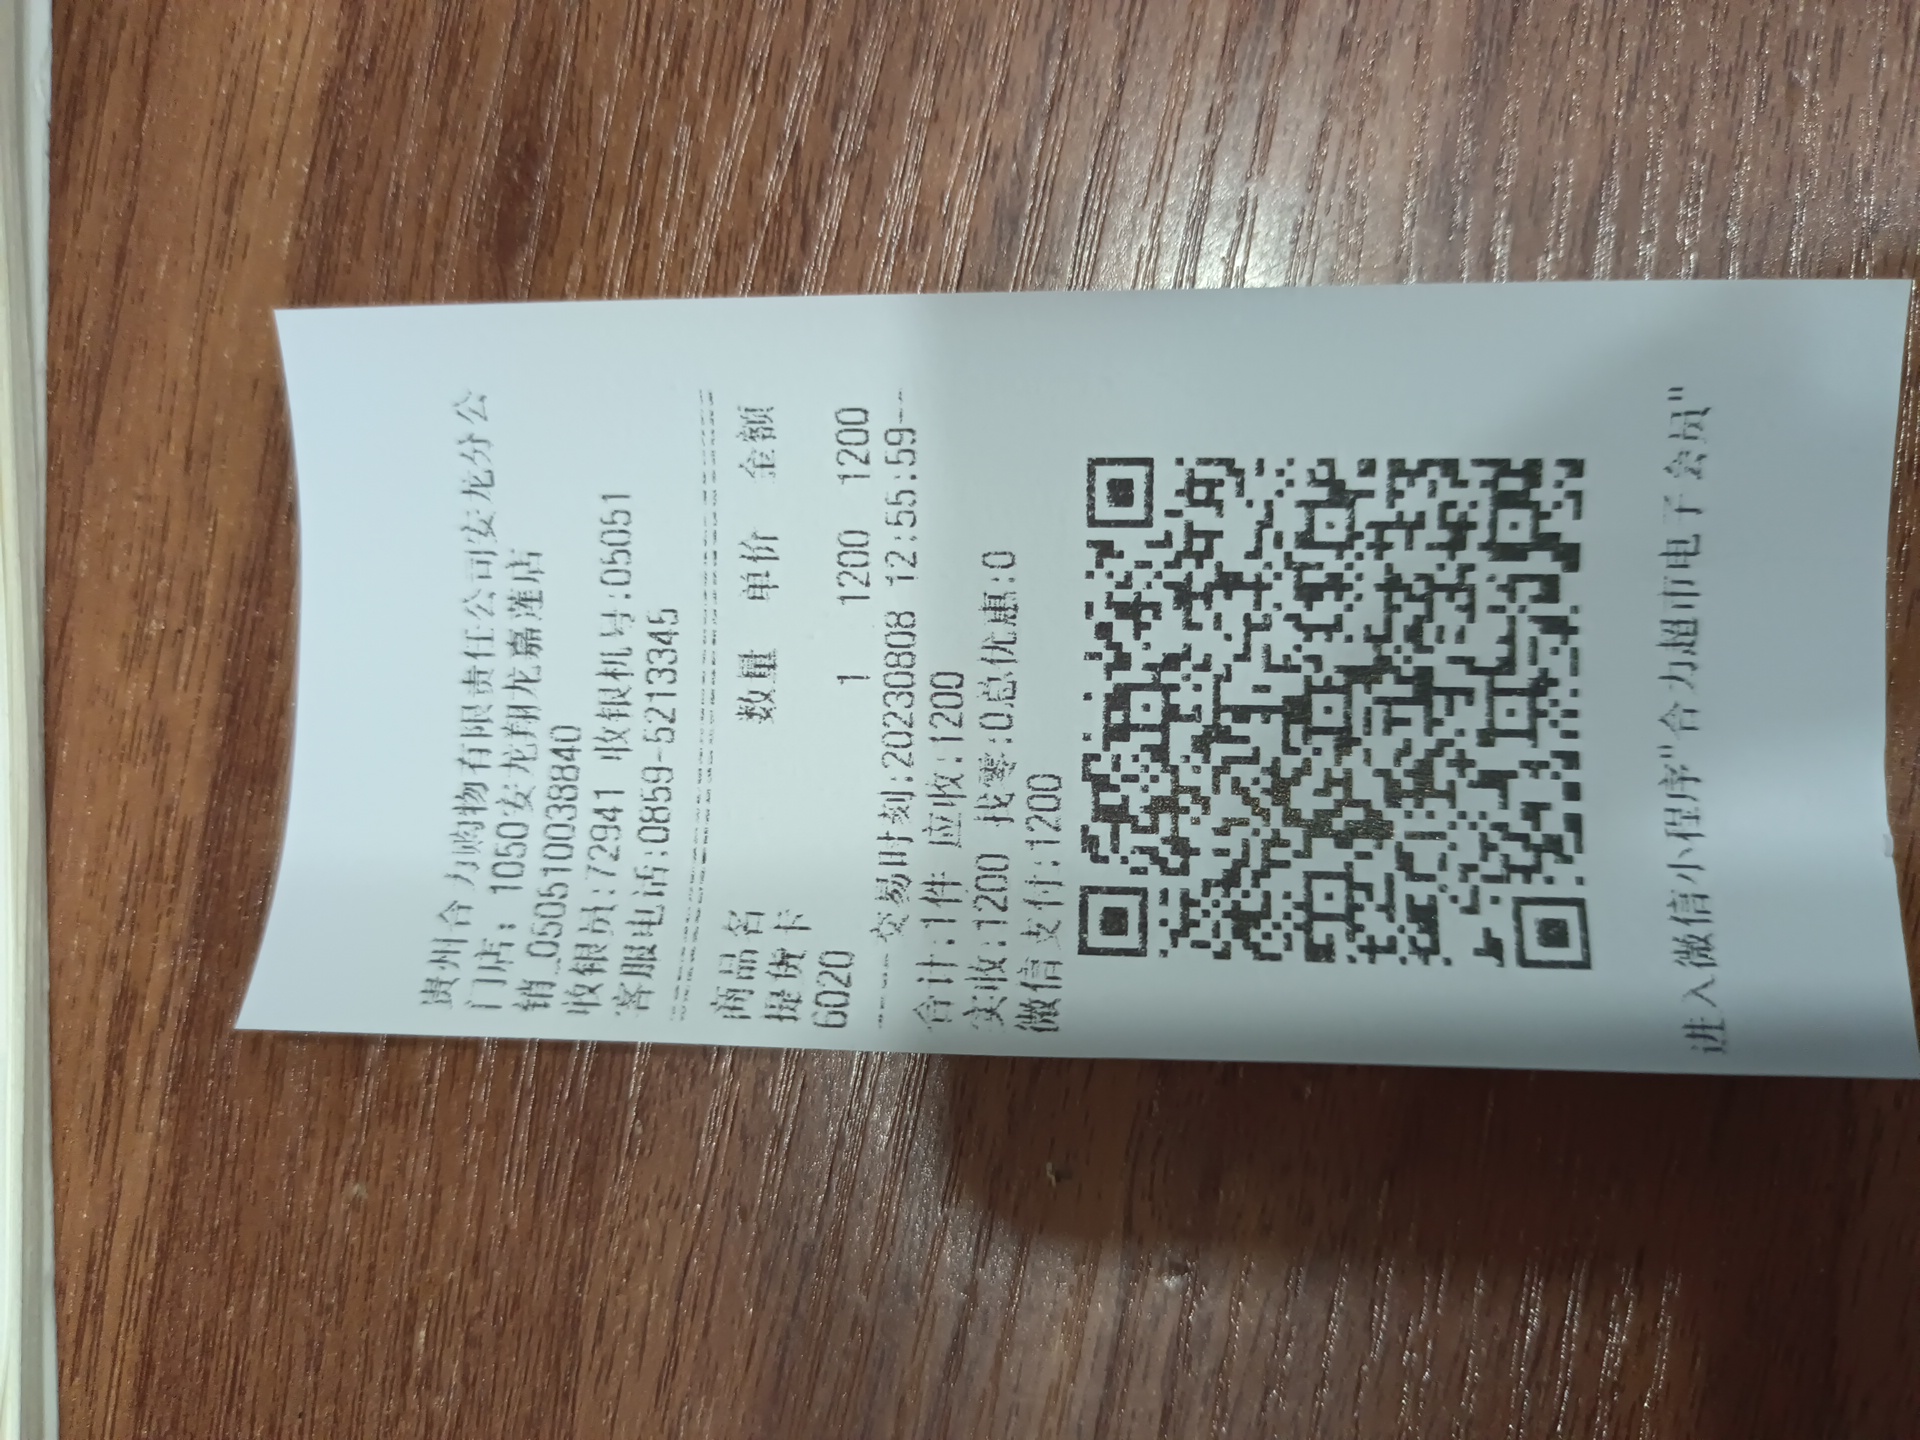 贵州合力购物有限责任公司安龙分公
门店：1050安龙翔龙嘉莲店
销_0505100038840
收银员:72941 收银机号:05051
客服电话:0859-5213345
商品名 数量 单价 金额
提货卡
6020 1 1200 1200
---交易时刻:20230808 12:55:59--
合计:1件 应收:1200
实收:1200 找零:0总优惠:0
微信支付:1200
进入微信小程序"合力超市电子会员"